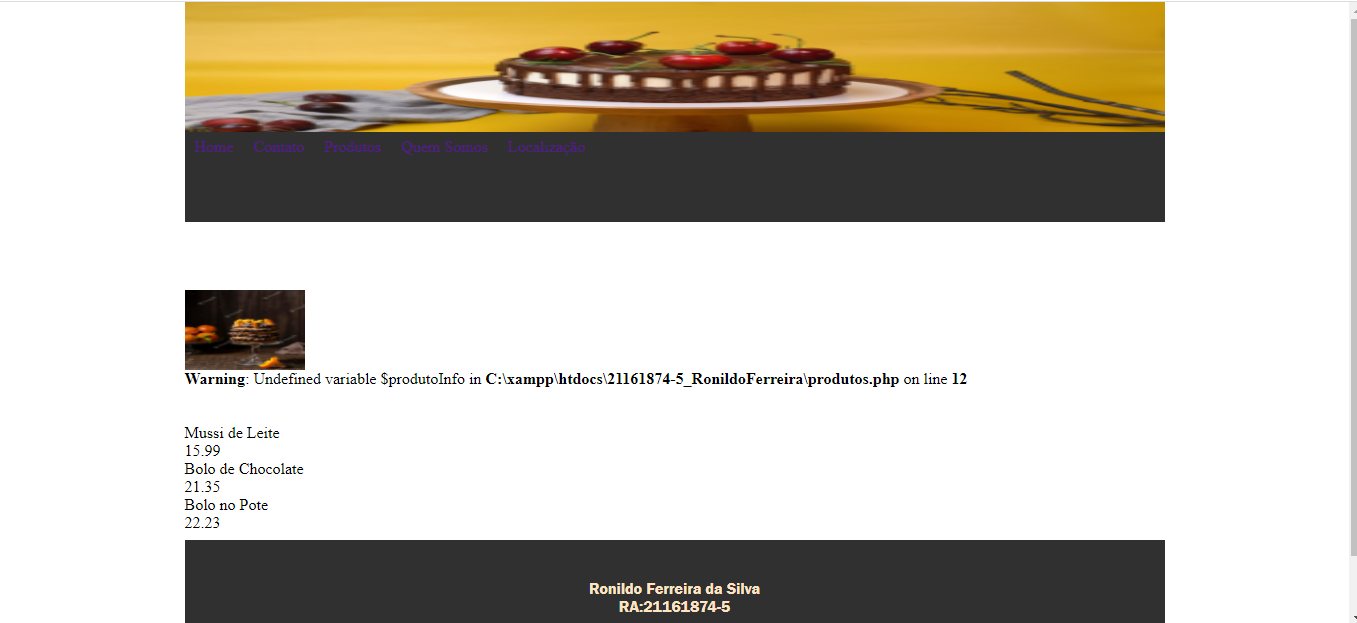 Home Contato Produtos Quem Somos Localização
Warning: Undefined variable $produtoInfo in C:\xampp\htdocs\21161874-5_RonildoFerreira\produtos.php on line 12
Mussi de Leite
15.99
Bolo de Chocolate
21.35
Bolo no Pote
22.23
Ronildo Ferreira da Silva
RA:21161874-5